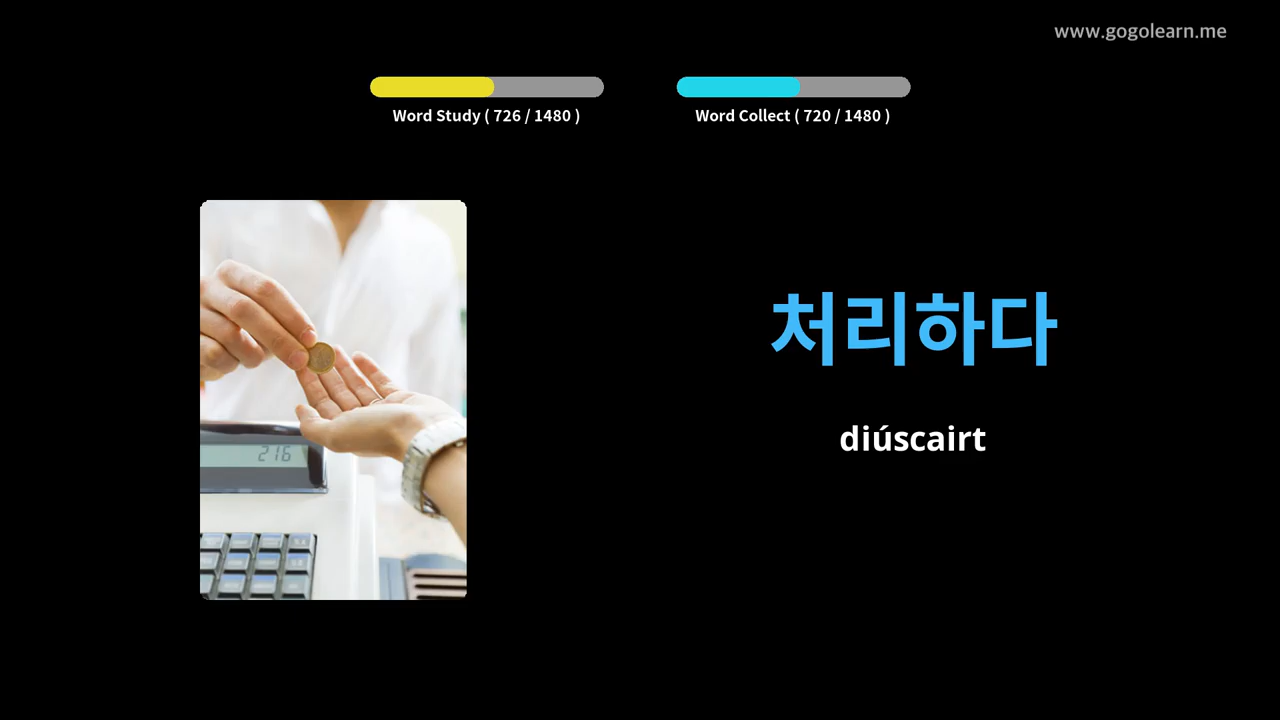 www.gogolearn.me
Word Study ( 726 / 1480 )
Word Collect ( 720 / 1480 )
처리하다
diúscairt
216